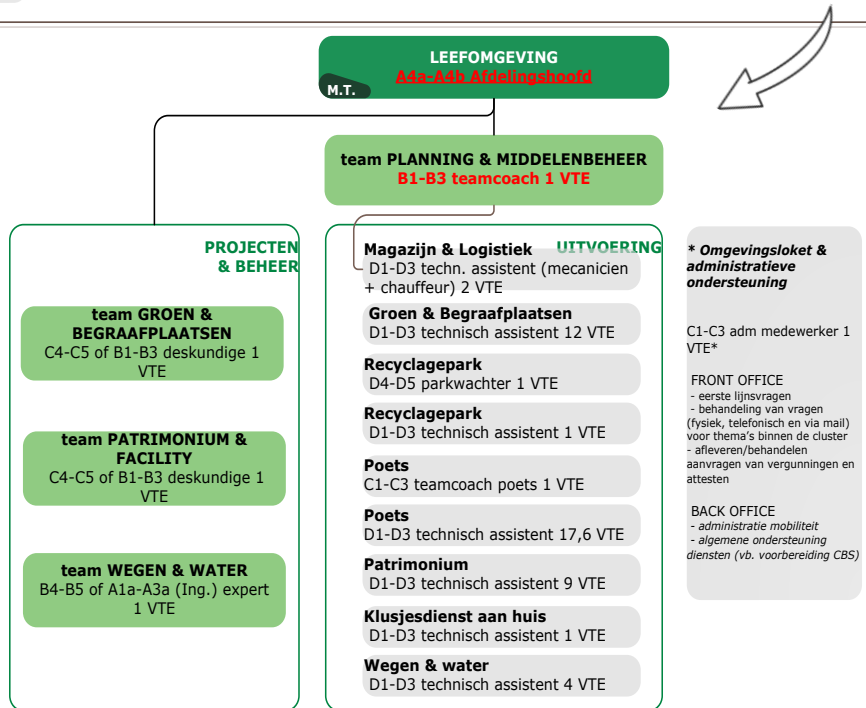 LEEFOMGEVING
A4a-A4b Afdelingshoofd
M.T.
team PLANNING & MIDDELENBEHEER
B1-B3 teamcoach 1 VTE
PROJECTEN
& BEHEER
team GROEN &
BEGRAAFPLAATSEN
C4-C5 of B1-B3 deskundige 1
VTE
team PATRIMONIUM &
FACILITY
C4-C5 of B1-B3 deskundige 1
VTE
team WEGEN & WATER
B4-B5 of A1a-A3a (Ing.) expert
1 VTE
UITVOERING
Magazijn & Logistiek
D1-D3 techn. assistent (mecanicien
+ chauffeur) 2 VTE
Groen & Begraafplaatsen
D1-D3 technisch assistent 12 VTE
Recyclagepark
D4-D5 parkwachter 1 VTE
Recyclagepark
D1-D3 technisch assistent 1 VTE
Poets
C1-C3 teamcoach poets 1 VTE
Poets
D1-D3 technisch assistent 17,6 VTE
Patrimonium
D1-D3 technisch assistent 9 VTE
Klusjesdienst aan huis
D1-D3 technisch assistent 1 VTE
Wegen & water
D1-D3 technisch assistent 4 VTE
* Omgevingsloket &
administratieve
ondersteuning
C1-C3 adm medewerker 1
VTE*
FRONT OFFICE
- eerste lijnsvragen
- behandeling van vragen
(fysiek, telefonisch en via mail)
voor thema's binnen de cluster
- afleveren/behandelen
aanvragen van vergunningen en
attesten
BACK OFFICE
- administratie mobiliteit
- algemene ondersteuning
diensten (vb. voorbereiding CBS)